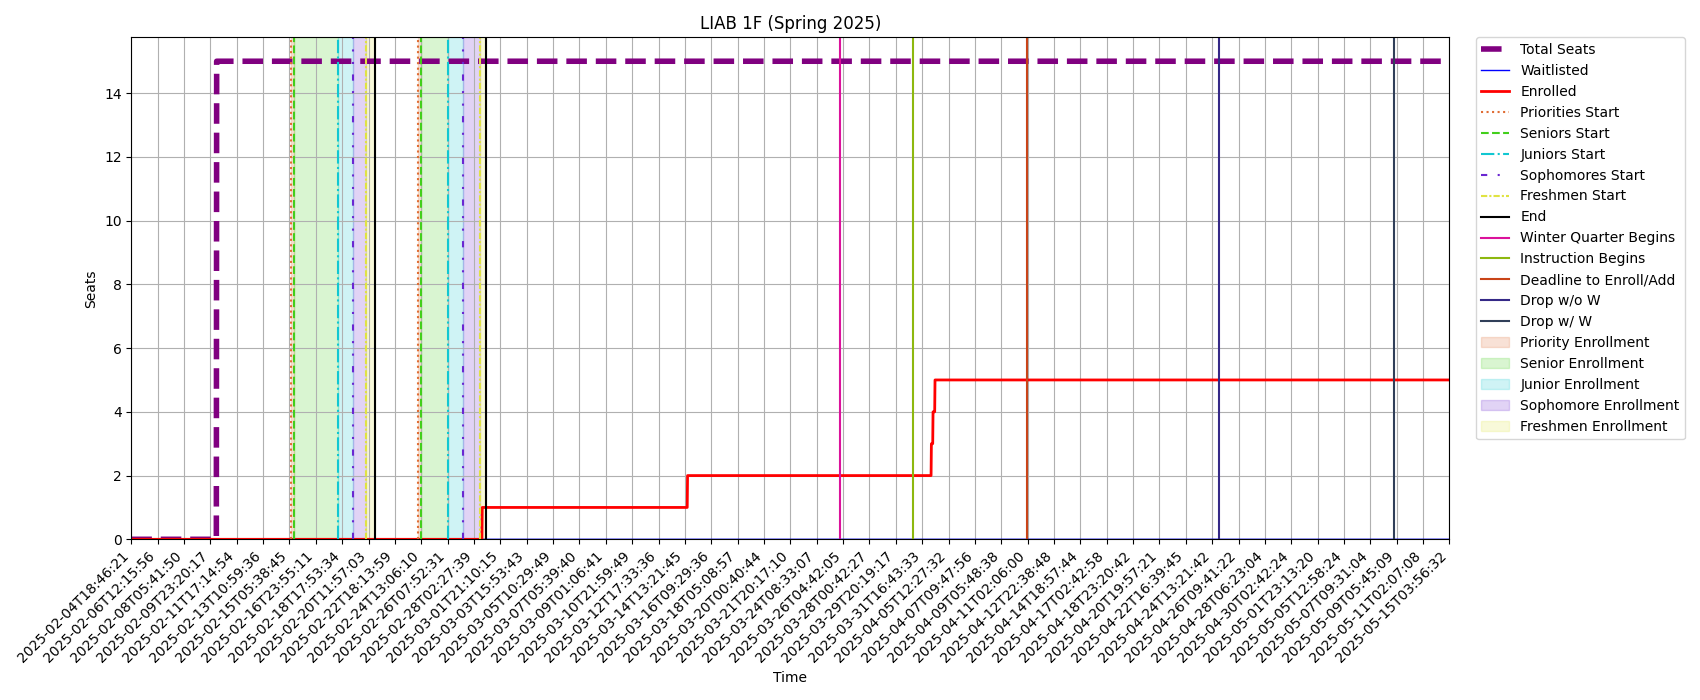 LIAB 1F (Spring 2025)
Total Seats
Waitlisted
Enrolled
Priorities Start
Seniors Start
Juniors Start
Sophomores Start
Freshmen Start
End
Winter Quarter Begins
Instruction Begins
Deadline to Enroll/Add
Drop w/o W
Drop w/ W
Priority Enrollment
Senior Enrollment
Junior Enrollment
Sophomore Enrollment
Freshmen Enrollment
Seats
14
12
10
8
6
4
2
0
2025-02-04T18:46:21
2025-02-06T12:15:56
2025-02-08T05:41:50
2025-02-09T23:20:17
2025-02-11T17:14:54
2025-02-13T10:59:36
2025-02-15T05:38:45
2025-02-16T23:55:11
2025-02-18T17:53:34
2025-02-20T11:57:03
2025-02-22T18:13:59
2025-02-24T13:06:10
2025-02-26T07:52:31
2025-02-28T02:27:39
2025-03-01T21:10:15
2025-03-03T15:53:43
2025-03-05T10:29:49
2025-03-07T05:39:40
2025-03-09T01:06:41
2025-03-10T21:59:49
2025-03-12T17:33:36
2025-03-14T13:21:45
2025-03-16T09:29:36
2025-03-18T05:08:57
2025-03-20T00:40:44
2025-03-21T20:17:10
2025-03-24T08:33:07
2025-03-26T04:42:05
2025-03-28T00:42:27
2025-03-29T20:19:17
2025-03-31T16:43:33
2025-04-05T12:27:32
2025-04-07T09:47:56
2025-04-09T05:48:38
2025-04-11T02:06:00
2025-04-12T22:38:48
2025-04-14T18:57:44
2025-04-17T02:42:58
2025-04-18T23:20:42
2025-04-20T19:57:21
2025-04-22T16:39:45
2025-04-24T13:21:42
2025-04-26T09:41:22
2025-04-28T06:23:04
2025-04-30T02:42:24
2025-05-01T23:13:20
2025-05-05T12:58:24
2025-05-07T09:31:04
2025-05-09T05:45:09
2025-05-11T02:07:08
2025-05-15T03:56:32
Time